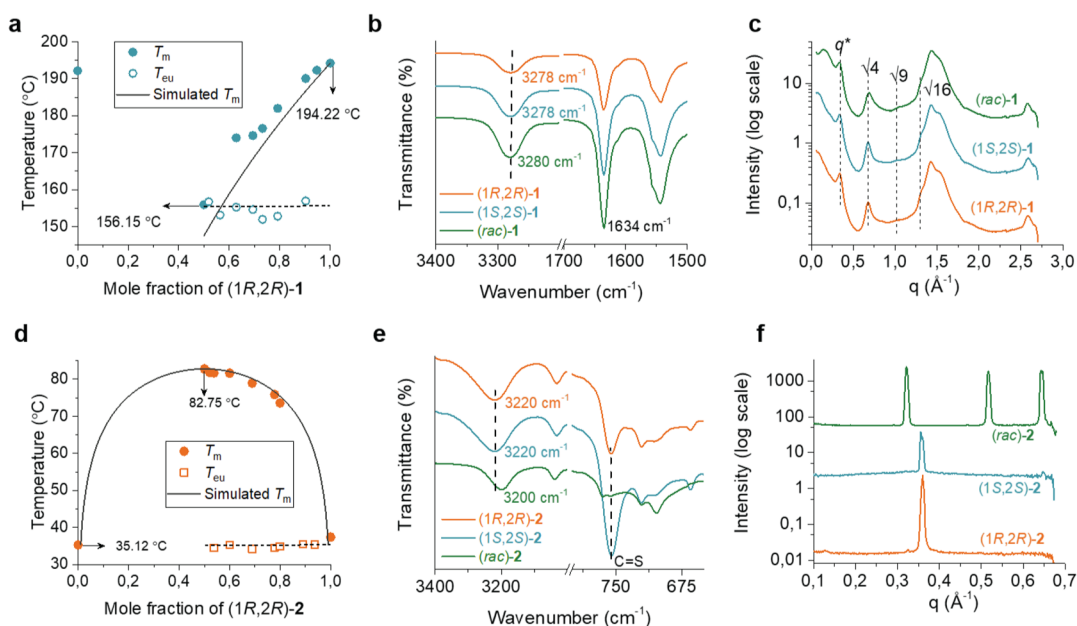 a
200
190
180
170
160
150
Temperature (°C)
Tm
Teu
Simulated Tm
194.22 °C
156.15 °C
0,0 0,2 0,4 0,6 0,8 1,0
Mole fraction of (1R,2R)-1
b
Transmittance (%)
3278 cm⁻¹
3278 cm⁻¹
3280 cm⁻¹
(1R,2R)-1
(1S,2S)-1
(rac)-1
1634 cm⁻¹
3400 3300 1700 1600 1500
Wavenumber (cm⁻¹)
c
Intensity (log scale)
10
1
0,1
q*
√4
√9
√16
(rac)-1
(1S,2S)-1
(1R,2R)-1
0,0 0,5 1,0 1,5 2,0 2,5 3,0
q (Å⁻¹)
d
80
70
60
50
40
30
Temperature (°C)
82.75 °C
Tm
Teu
Simulated Tm
35.12 °C
0,0 0,2 0,4 0,6 0,8 1,0
Mole fraction of (1R,2R)-2
e
Transmittance (%)
3220 cm⁻¹
3220 cm⁻¹
3200 cm⁻¹
(1R,2R)-2
(1S,2S)-2
(rac)-2
C=S
3400 3200 750 675
Wavenumber (cm⁻¹)
f
Intensity (log scale)
1000
100
10
1
0,1
0,01
(rac)-2
(1S,2S)-2
(1R,2R)-2
0,1 0,2 0,3 0,4 0,5 0,6 0,7
q (Å⁻¹)